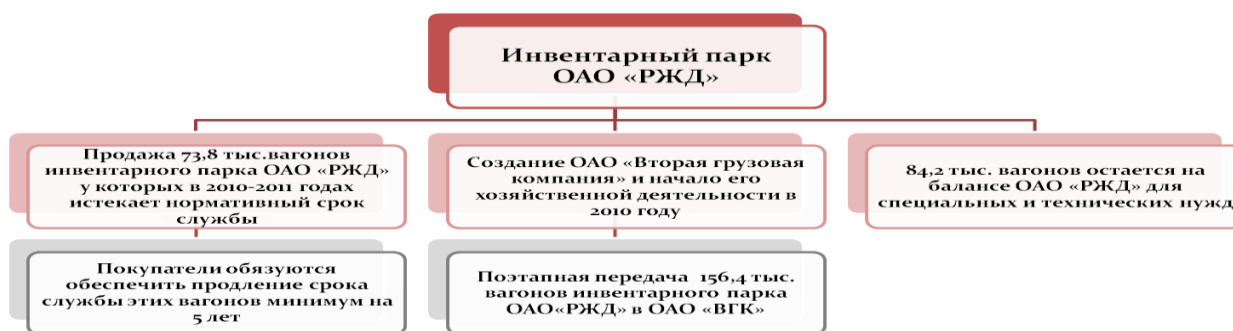 Инвентарный парк
ОАО «РЖД»
Продажа 73,8 тыс.вагонов
инвентарного парка ОАО «РЖД»
у которых в 2010-2011 годах
истекает нормативный срок
службы
Создание ОАО «Вторая грузовая
компания» и начало его
хозяйственной деятельности в
2010 году
84,2 тыс. вагонов остается на
балансе ОАО «РЖД» для
специальных и технических нужд
Покупатели обязуются
обеспечить продление срока
службы этих вагонов минимум на
5 лет
Поэтапная передача 156,4 тыс.
вагонов инвентарного парка
ОАО«РЖД» в ОАО «ВГК»